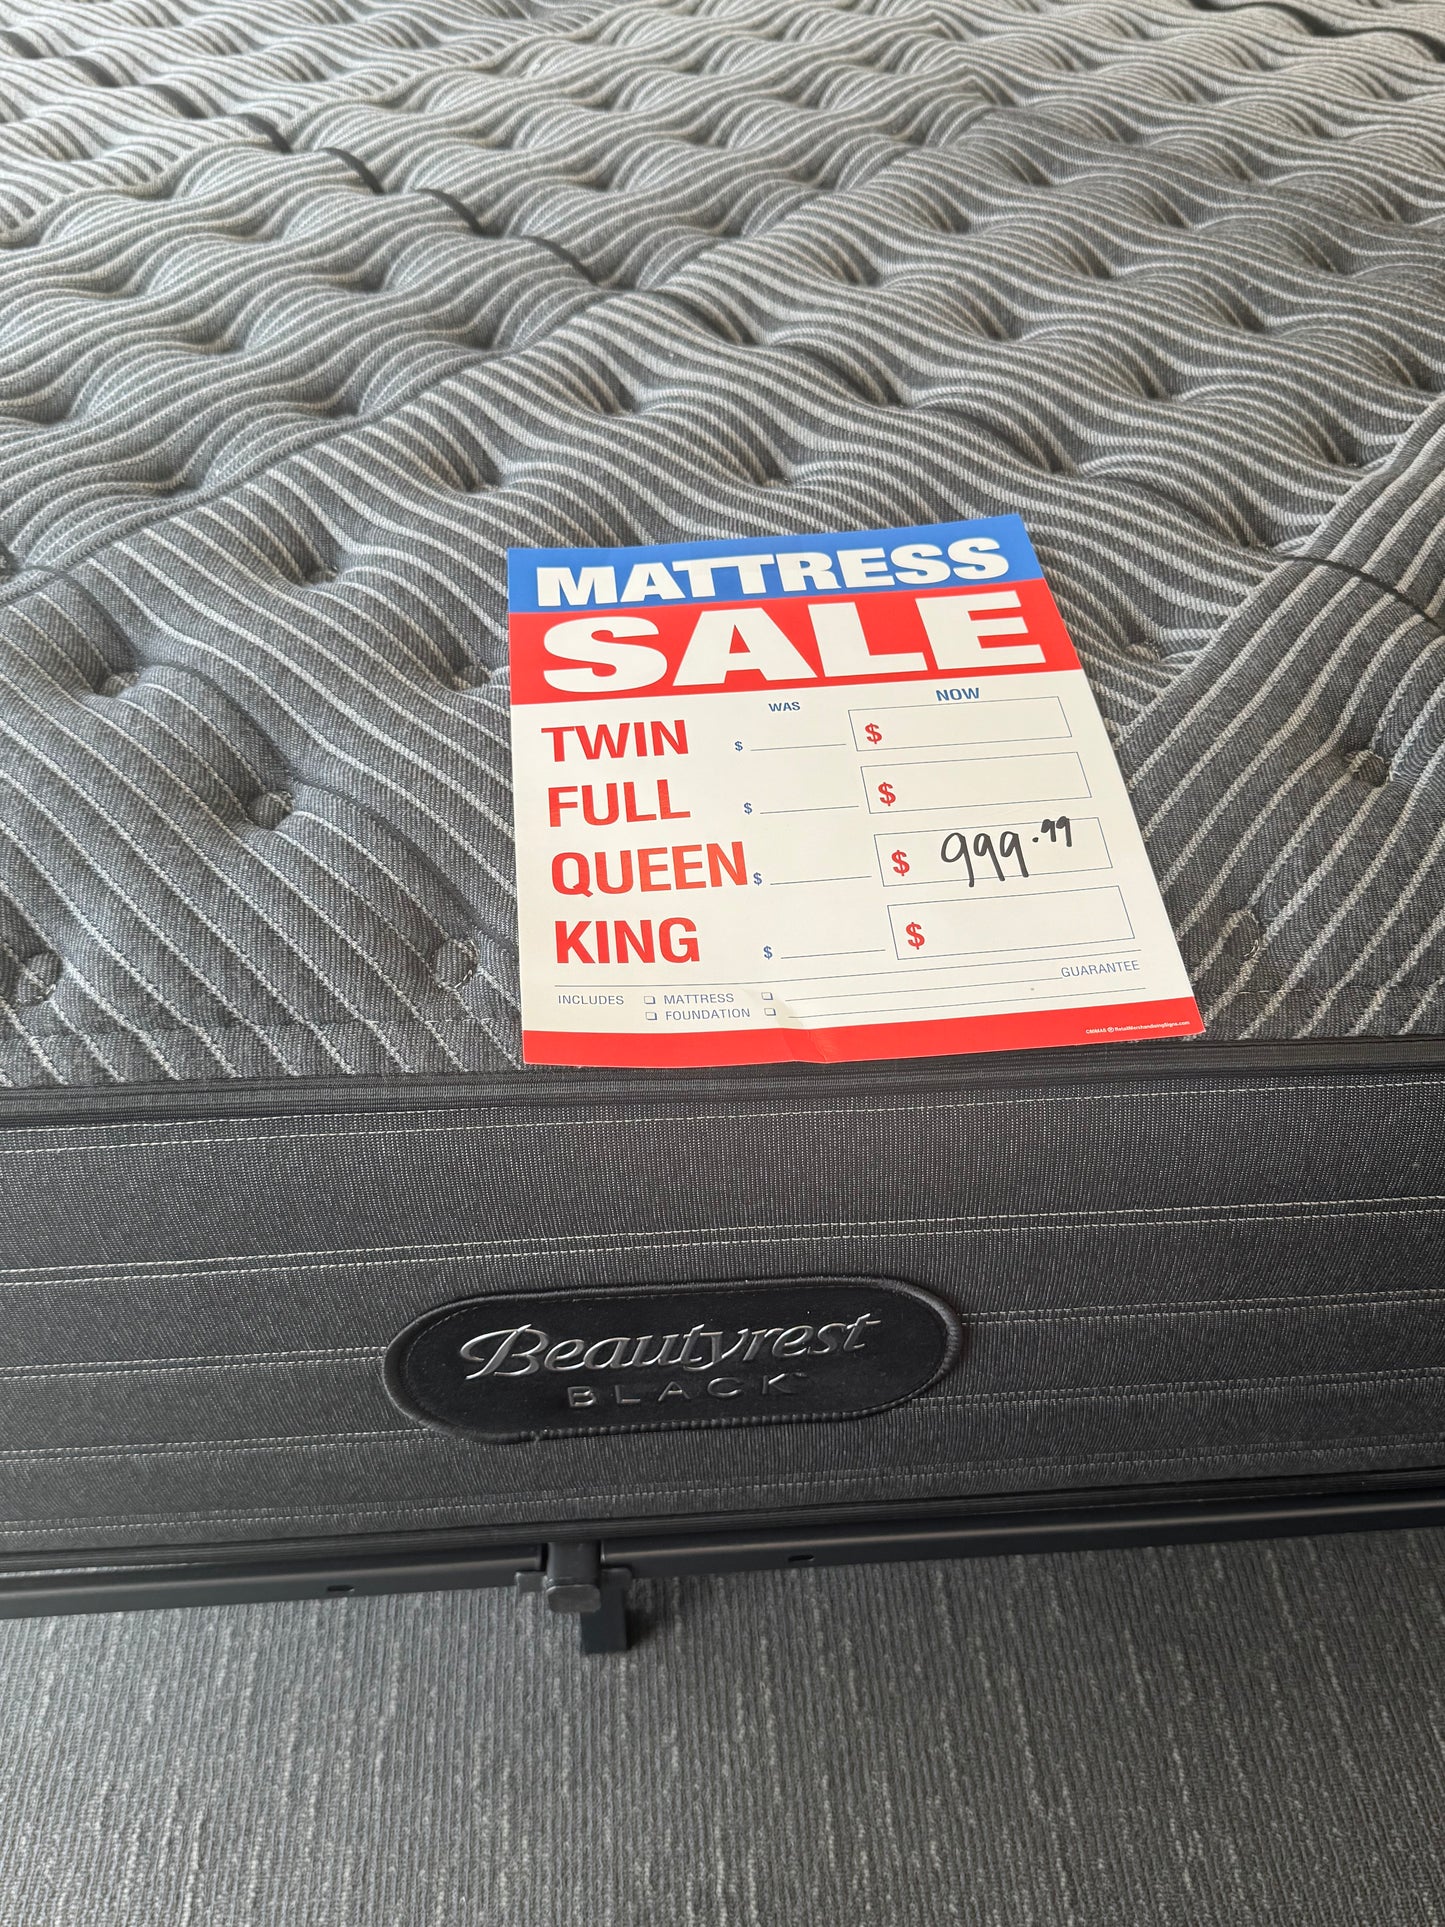 MATTRESS
SALE
WAS NOW
TWIN $ $
FULL $ $
QUEEN $ $ 999.99
KING $ $
GUARANTEE
INCLUDES MATTRESS
FOUNDATION
Beautyrest
BLACK